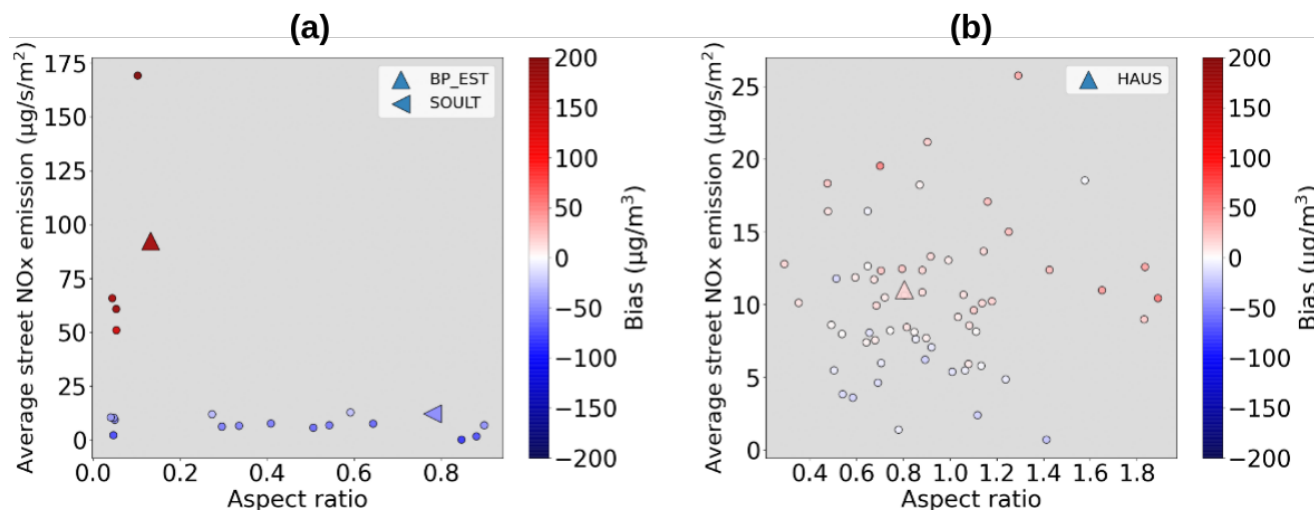 (a)
Average street NOx emission (µg/s/m²)
175
150
125
100
75
50
25
0
0.0 0.2 0.4 0.6 0.8
Aspect ratio
BP_EST
SOULT
200
150
100
50
0
−50
−100
−150
−200
Bias (µg/m³)
(b)
Average street NOx emission (µg/s/m²)
25
20
15
10
5
0
0.4 0.6 0.8 1.0 1.2 1.4 1.6 1.8
Aspect ratio
HAUS
200
150
100
50
0
−50
−100
−150
−200
Bias (µg/m³)